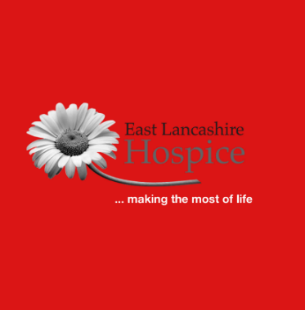 East Lancashire
Hospice
... making the most of life